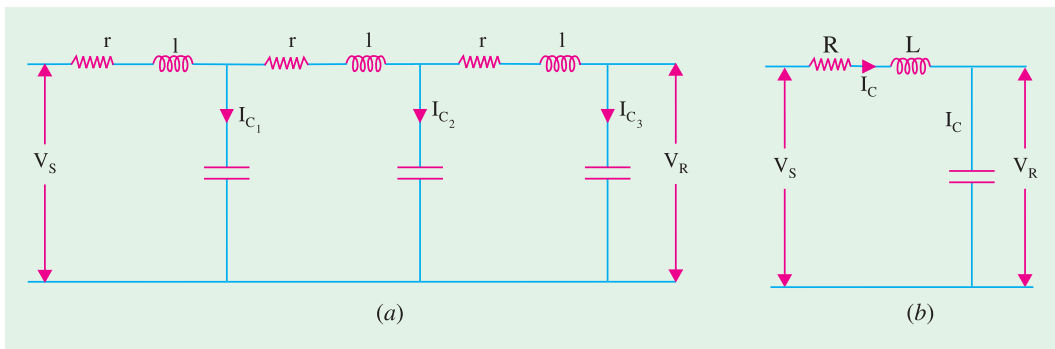 r l r l r l
I_C1 I_C2 I_C3
V_S V_R
(a)
R L
I_C
I_C
V_S V_R
(b)